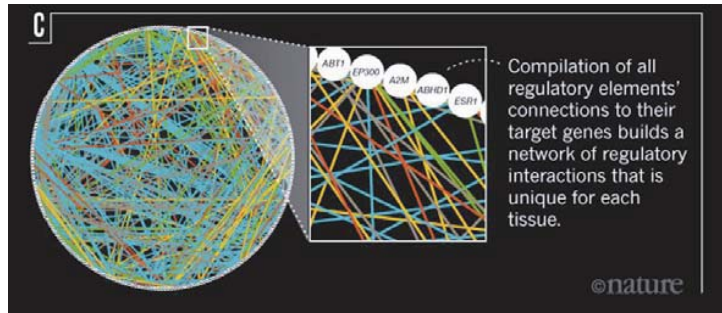 C
ABT1
EP300
A2M
ABHD1
ESR1
Compilation of all
regulatory elements’
connections to their
target genes builds a
network of regulatory
interactions that is
unique for each
tissue.
©nature